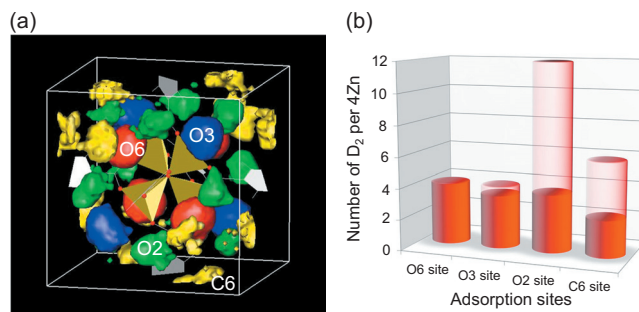 (a)
O3
O6
O2
C6
(b)
Number of D₂ per 4Zn
12
10
8
6
4
2
0
O6 site
O3 site
O2 site
C6 site
Adsorption sites